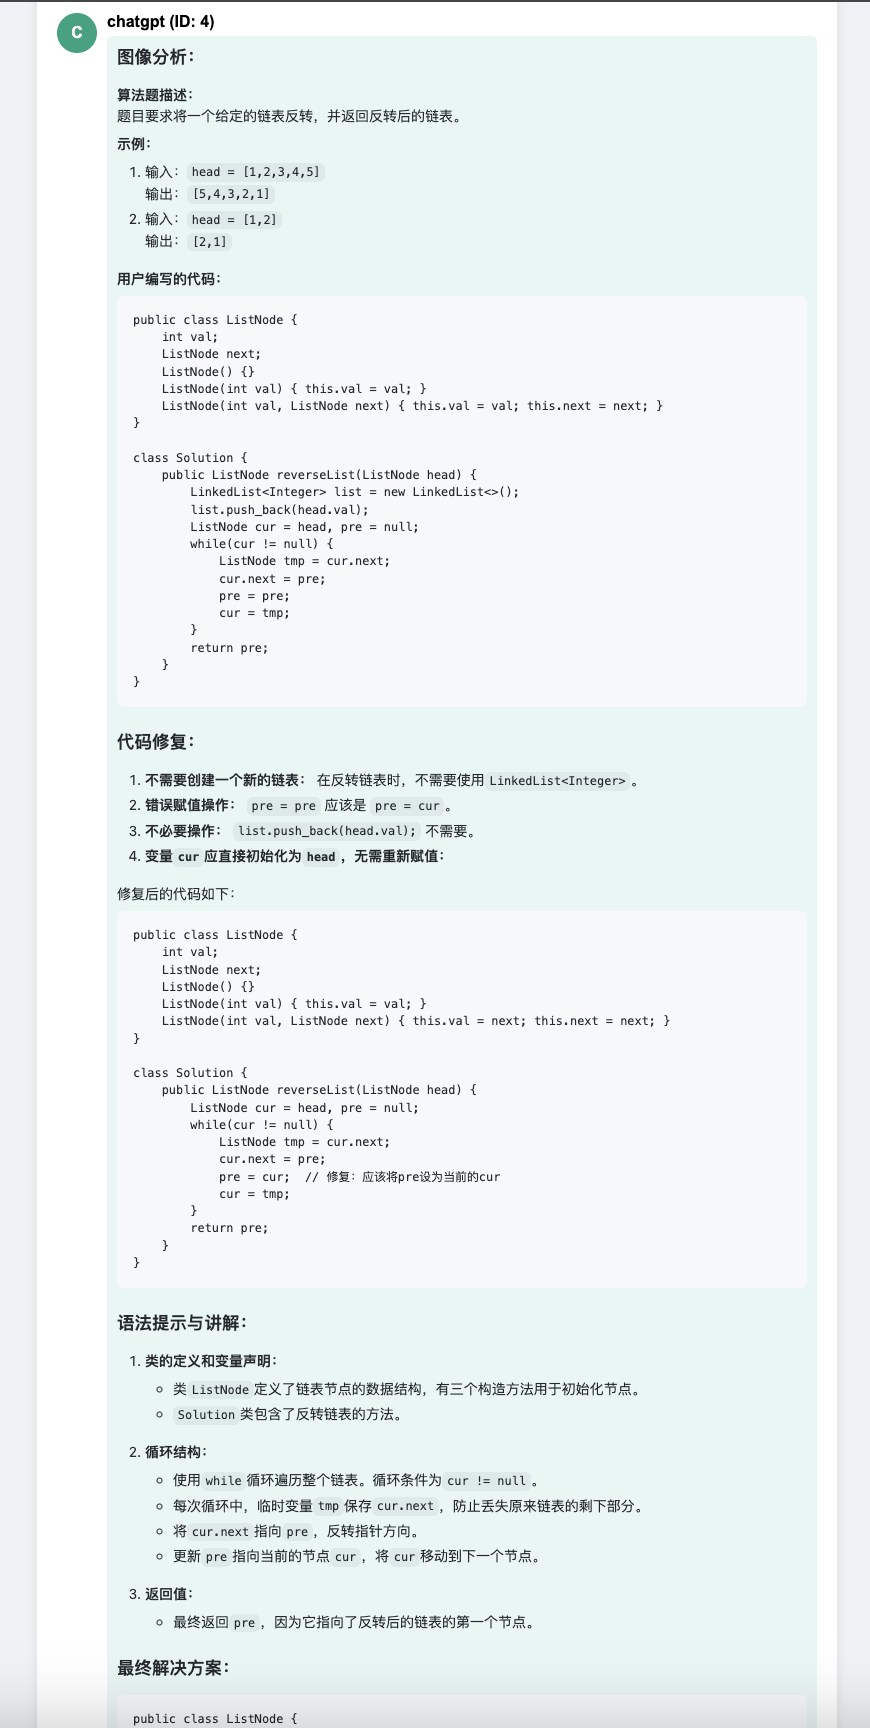 C
chatgpt (ID: 4)
图像分析：
算法题描述：
题目要求将一个给定的链表反转，并返回反转后的链表。
示例：
1. 输入： head = [1,2,3,4,5]
输出： [5,4,3,2,1]
2. 输入： head = [1,2]
输出： [2,1]
用户编写的代码：
public class ListNode {
    int val;
    ListNode next;
    ListNode() {}
    ListNode(int val) { this.val = val; }
    ListNode(int val, ListNode next) { this.val = val; this.next = next; }
}
class Solution {
    public ListNode reverseList(ListNode head) {
        LinkedList<Integer> list = new LinkedList<>();
        list.push_back(head.val);
        ListNode cur = head, pre = null;
        while(cur != null) {
            ListNode tmp = cur.next;
            cur.next = pre;
            pre = pre;
            cur = tmp;
        }
        return pre;
    }
}
代码修复：
1. 不需要创建一个新的链表： 在反转链表时，不需要使用 LinkedList<Integer> 。
2. 错误赋值操作： pre = pre 应该是 pre = cur 。
3. 不必要操作： list.push_back(head.val); 不需要。
4. 变量 cur 应直接初始化为 head ，无需重新赋值：
修复后的代码如下：
public class ListNode {
    int val;
    ListNode next;
    ListNode() {}
    ListNode(int val) { this.val = val; }
    ListNode(int val, ListNode next) { this.val = next; this.next = next; }
}
class Solution {
    public ListNode reverseList(ListNode head) {
        ListNode cur = head, pre = null;
        while(cur != null) {
            ListNode tmp = cur.next;
            cur.next = pre;
            pre = cur;  // 修复：应该将pre设为当前的cur
            cur = tmp;
        }
        return pre;
    }
}
语法提示与讲解：
1. 类的定义和变量声明：
类 ListNode 定义了链表节点的数据结构，有三个构造方法用于初始化节点。
Solution 类包含了反转链表的方法。
2. 循环结构：
使用 while 循环遍历整个链表。循环条件为 cur != null 。
每次循环中，临时变量 tmp 保存 cur.next ，防止丢失原来链表的剩下部分。
将 cur.next 指向 pre ，反转指针方向。
更新 pre 指向当前的节点 cur ，将 cur 移动到下一个节点。
3. 返回值：
最终返回 pre ，因为它指向了反转后的链表的第一个节点。
最终解决方案：
public class ListNode {